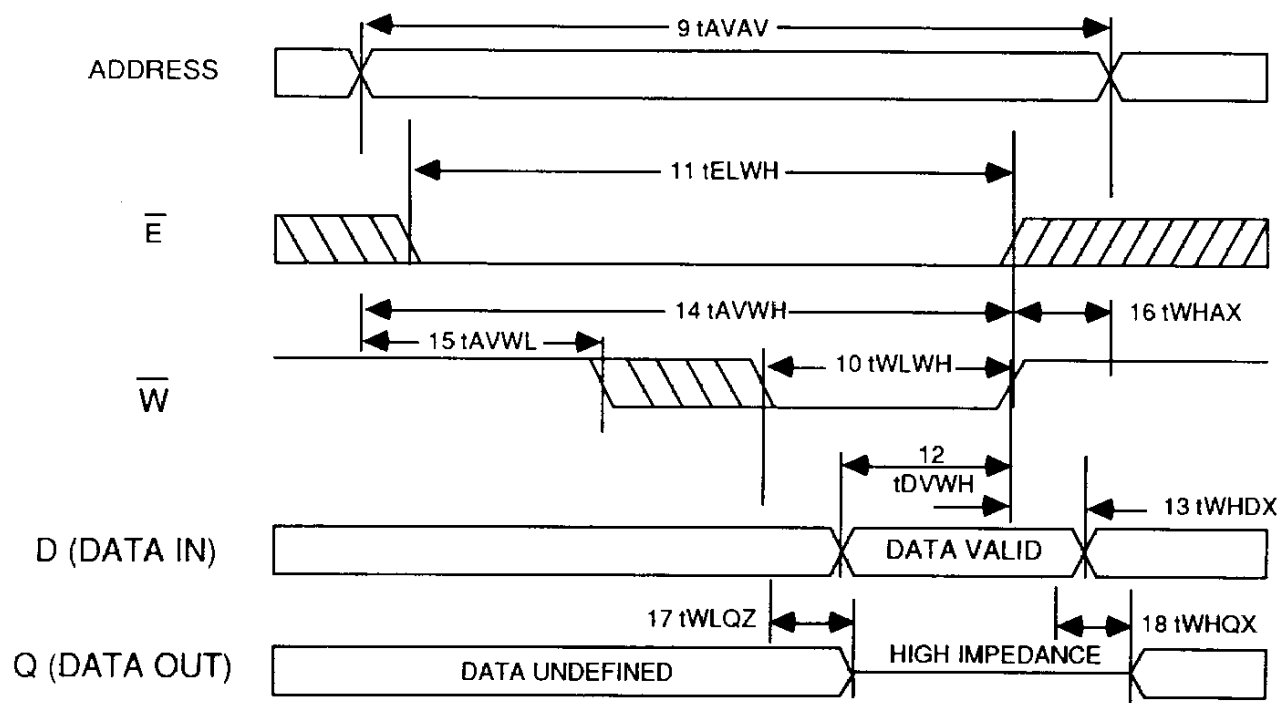 9 tAVAV
ADDRESS
11 tELWH
E
14 tAVWH
16 tWHAX
15 tAVWL
10 tWLWH
W
12
tDVWH
13 tWHDX
D (DATA IN)
DATA VALID
17 tWLQZ
18 tWHQX
Q (DATA OUT)
DATA UNDEFINED
HIGH IMPEDANCE